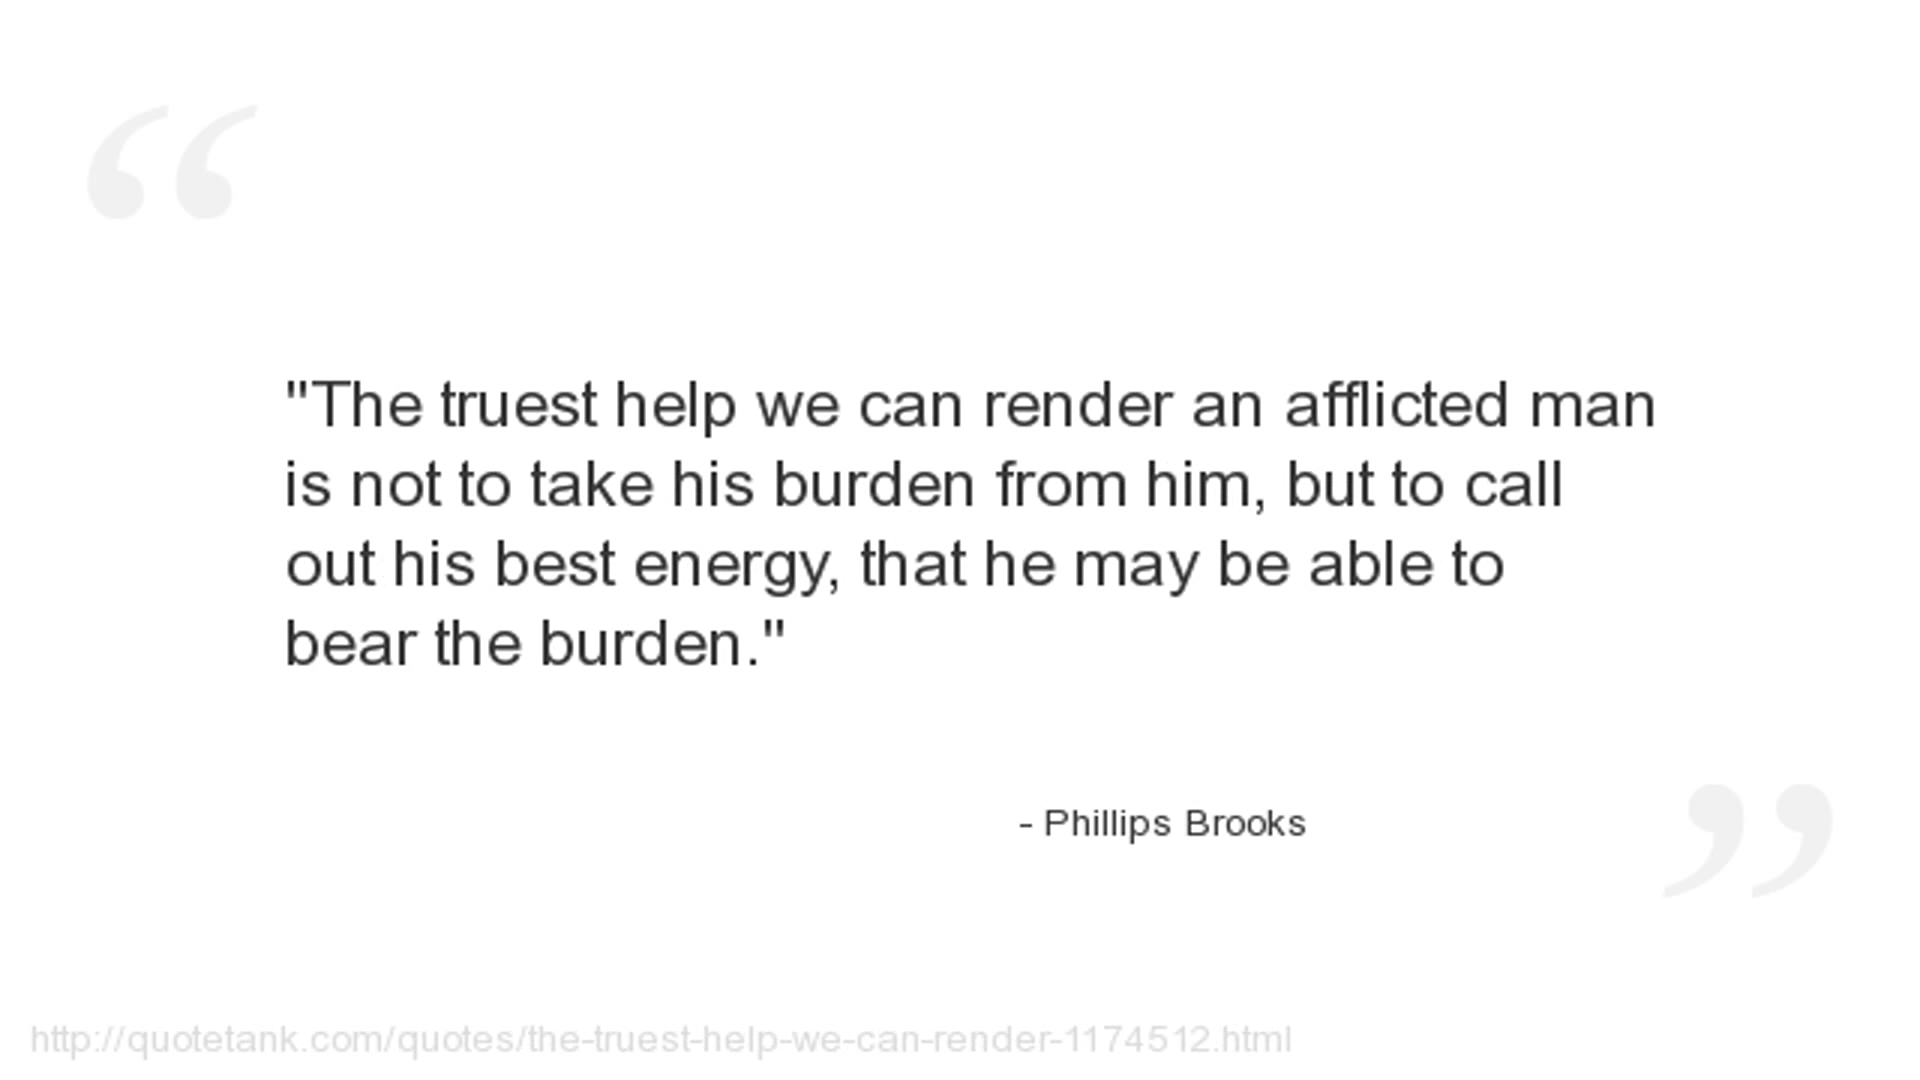 "The truest help we can render an afflicted man
is not to take his burden from him, but to call
out his best energy, that he may be able to
bear the burden."
- Phillips Brooks
http://quotetank.com/quotes/the-truest-help-we-can-render-1174512.html